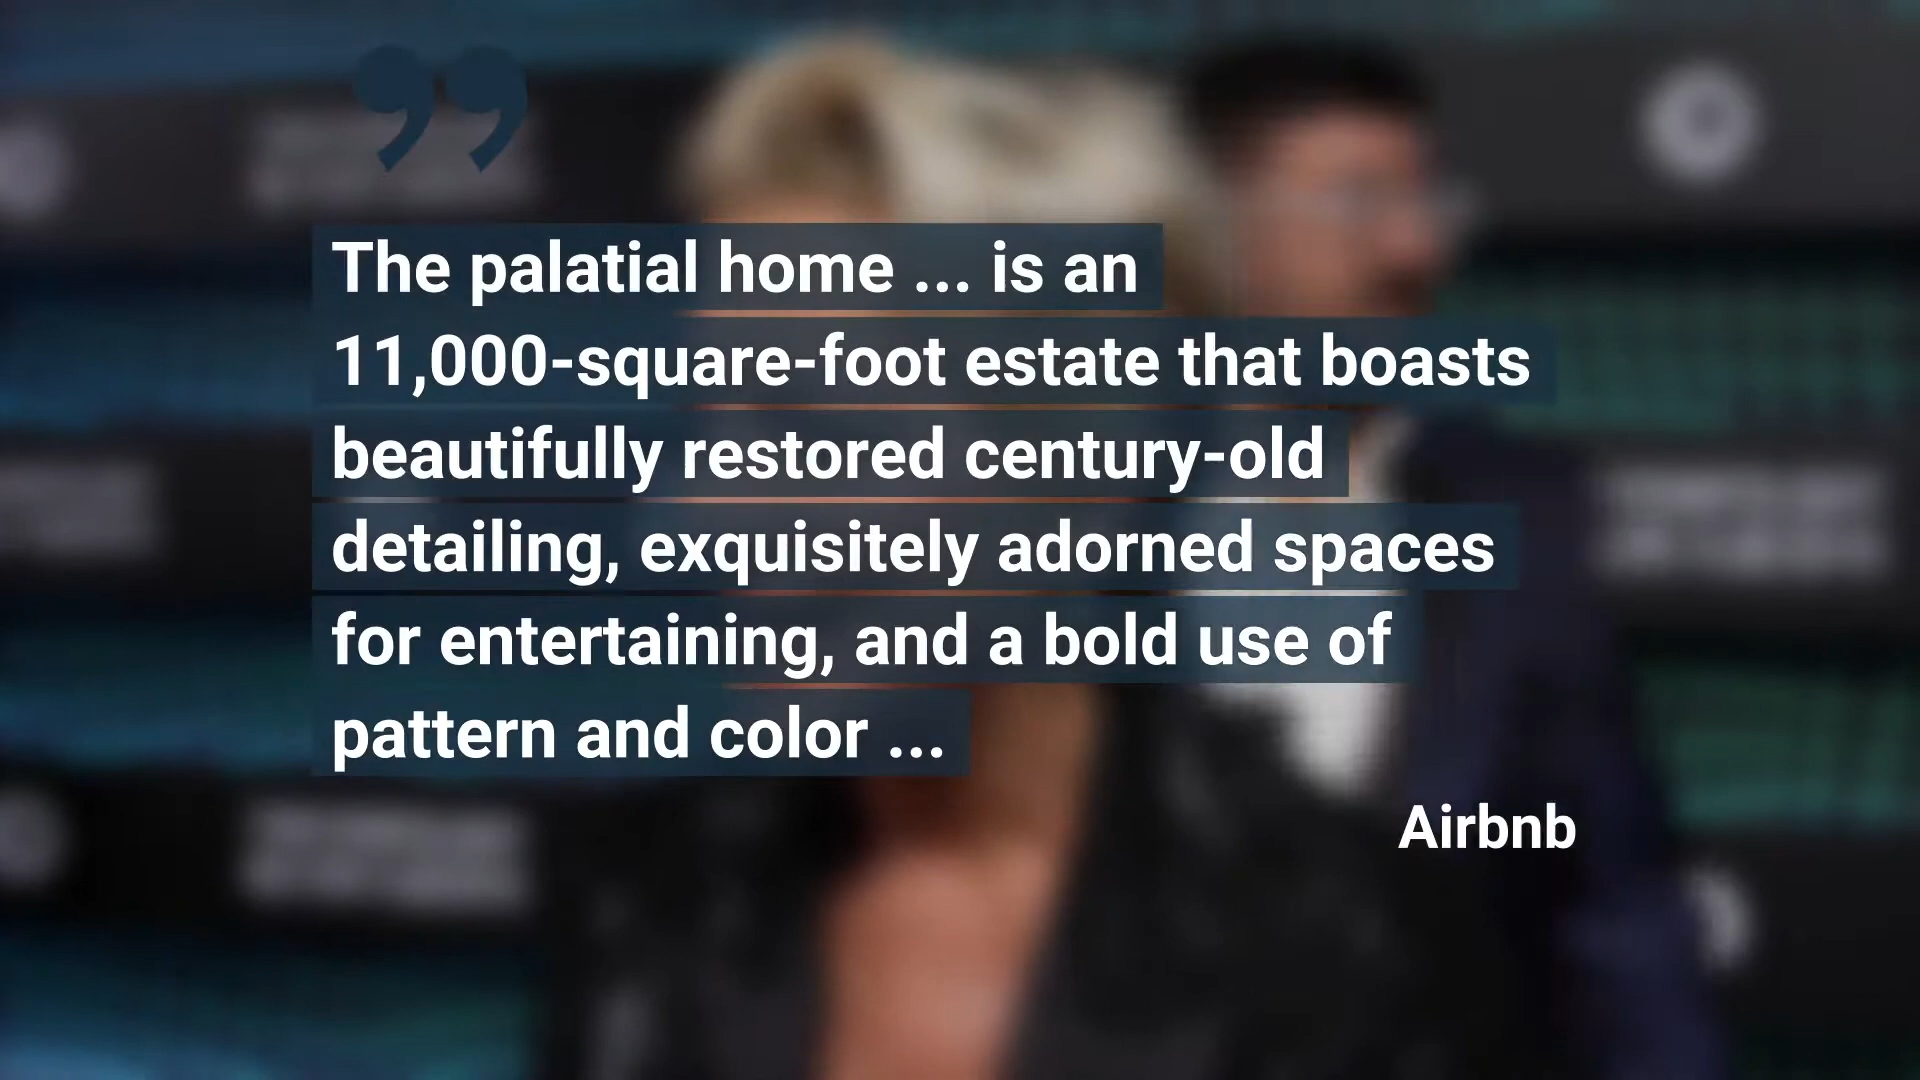 ”
The palatial home ... is an
11,000-square-foot estate that boasts
beautifully restored century-old
detailing, exquisitely adorned spaces
for entertaining, and a bold use of
pattern and color ...
Airbnb